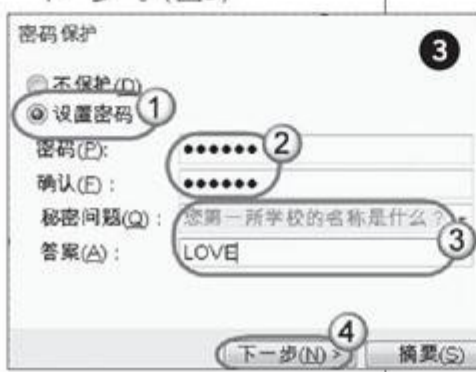 密码保护
3
不保护(D)
设置密码 1
密码(P): ●●●●●● 2
确认(F): ●●●●●●
秘密问题(Q): 您第一所学校的名称是什么? 3
答案(A): LOVE
4
下一步(N) > 摘要(S)